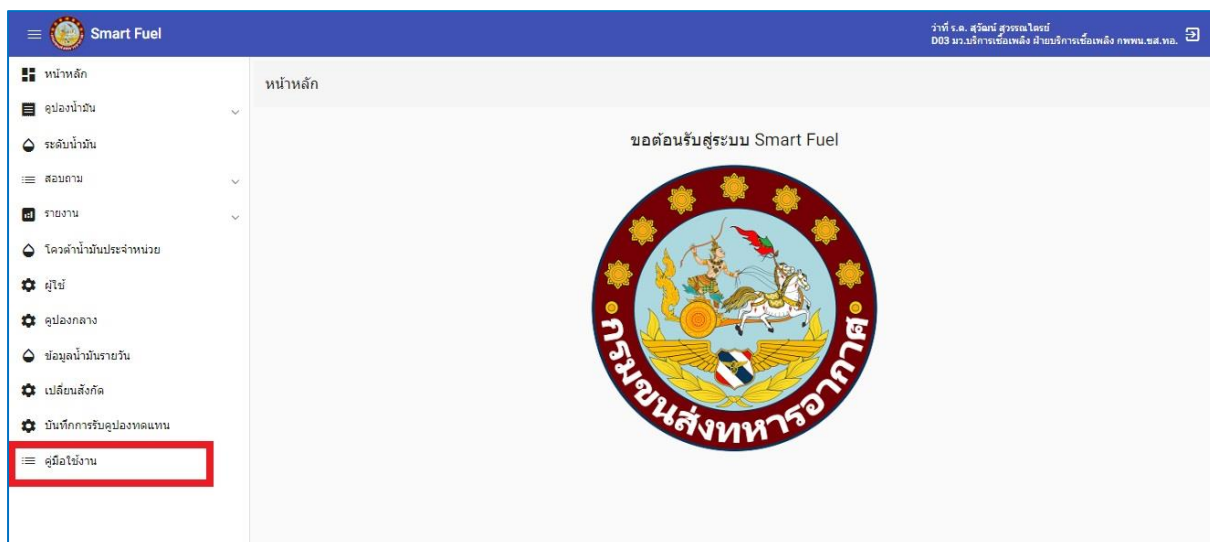 Smart Fuel
ว่าที่ ร.ต. สุวัฒน์ สุวรรณไตรย์
D03 มว.บริการเชื้อเพลิง ฝ่ายบริการเชื้อเพลิง กพพน.ขส.ทอ.
หน้าหลัก
คูปองน้ำมัน
ระดับน้ำมัน
สอบถาม
รายงาน
โควต้าน้ำมันประจำหน่วย
ผู้ใช้
คูปองกลาง
ข้อมูลน้ำมันรายวัน
เปลี่ยนสังกัด
บันทึกการรับคูปองทดแทน
คู่มือใช้งาน
หน้าหลัก
ขอต้อนรับสู่ระบบ Smart Fuel
กรมขนส่งทหารอากาศ